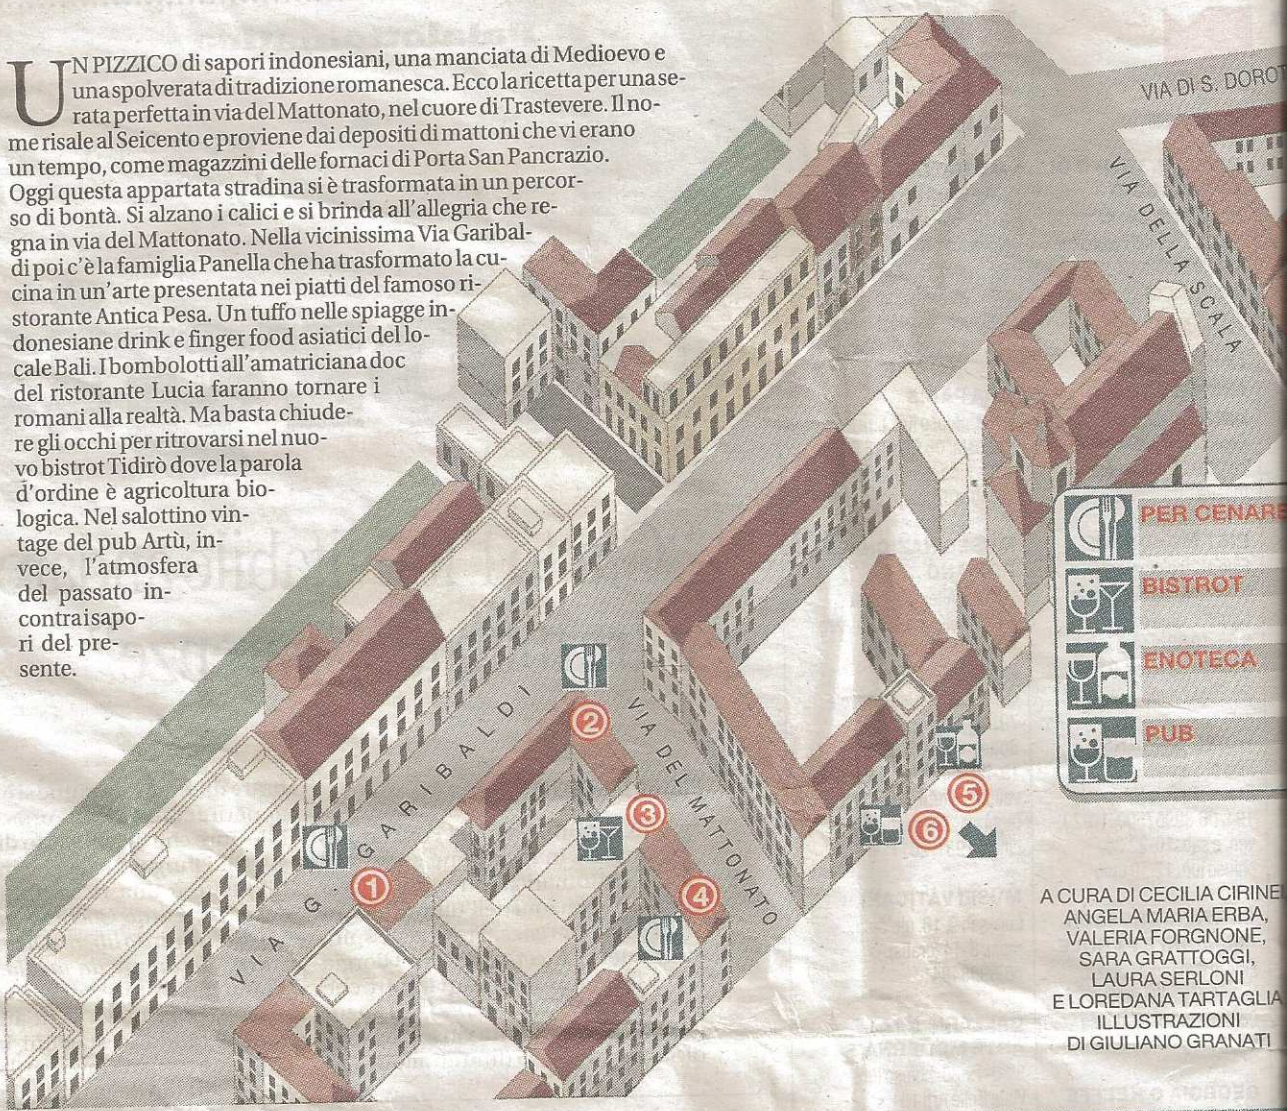 UN PIZZICO di sapori indonesiani, una manciata di Medioevo e
una spolverata di tradizione romanesca. Ecco la ricetta per una se-
rata perfetta in via del Mattonato, nel cuore di Trastevere. Il no-
me risale al Seicento e proviene dai depositi di mattoni che vi erano
un tempo, come magazzini delle fornaci di Porta San Pancrazio.
Oggi questa appartata stradina si è trasformata in un percor-
so di bontà. Si alzano i calici e si brinda all'allegria che re-
gna in via del Mattonato. Nella vicinissima Via Garibal-
di poi c'è la famiglia Panella che ha trasformato la cu-
cina in un'arte presentata nei piatti del famoso ri-
storante Antica Pesa. Un tuffo nelle spiagge in-
donesiane drink e finger food asiatici del lo-
cale Bali. I bombolotti all'amatriciana doc
del ristorante Lucia faranno tornare i
romani alla realtà. Ma basta chiude-
re gli occhi per ritrovarsi nel nuo-
vo bistrot Tidirò dove la parola
d'ordine è agricoltura bio-
logica. Nel salottino vin-
tage del pub Artù, in-
vece, l'atmosfera
del passato in-
contra i sapo-
ri del pre-
sente.
VIA DI S. DOROT
VIA DELLA SCALA
PER CENARE
BISTROT
ENOTECA
PUB
VIA G. GARIBALDI
VIA DEL MATTONATO
1
2
3
4
5
6
A CURA DI CECILIA CIRINE
ANGELA MARIA ERBA,
VALERIA FORGNONE,
SARA GRATTOGGI,
LAURA SERLONI
E LOREDANA TARTAGLIA
ILLUSTRAZIONI
DI GIULIANO GRANATI